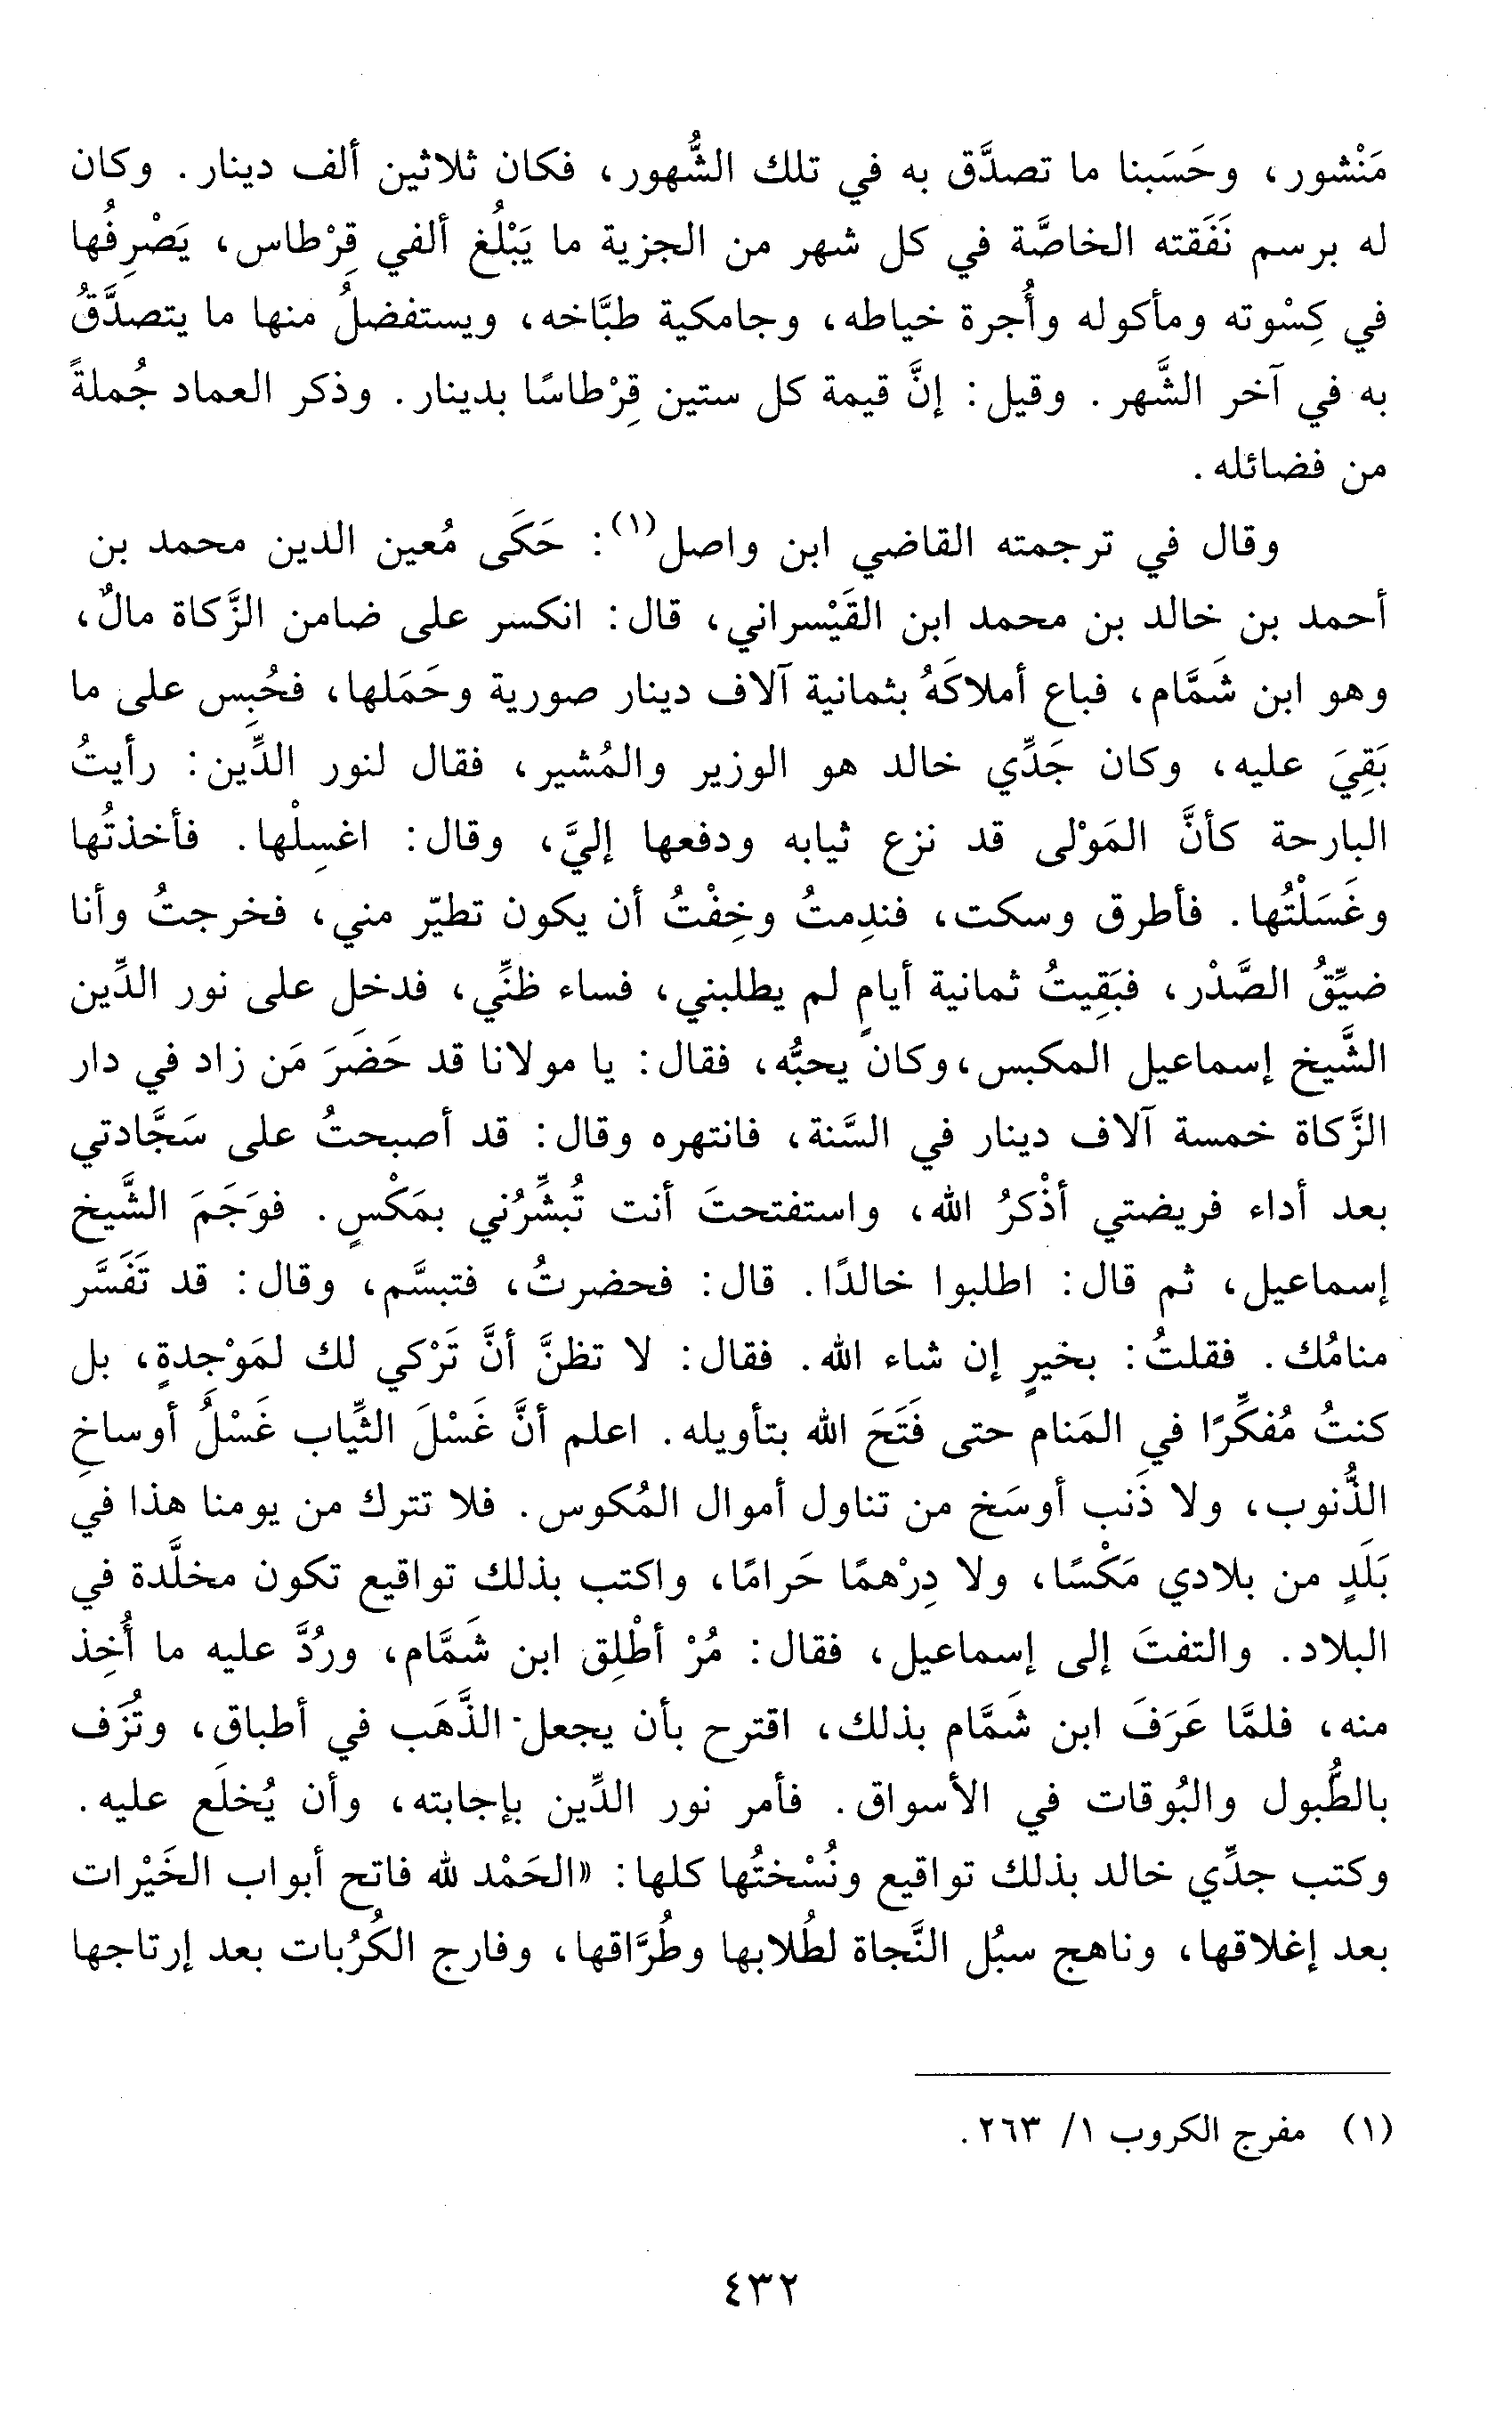 مَنْشور، وحَسَبنا ما تصدَّق به في تلك الشُّهور، فكان ثلاثين ألف دينار. وكان
له برسم نَفَقته الخاصَّة في كل شهر من الجزية ما يَبْلُغ ألفي قِرْطاس، يَصْرِفُها
في كِسْوته ومأكوله وأُجرة خياطه، وجامكية طبَّاخه، ويستفضلُ منها ما يتصدَّقُ
به في آخر الشَّهر. وقيل: إنَّ قيمة كل ستين قِرْطاسًا بدينار. وذكر العماد جُملةً
من فضائله.
وقال في ترجمته القاضي ابن واصل(١): حَكَى مُعين الدين محمد بن
أحمد بن خالد بن محمد ابن القَيْسراني، قال: انكسر على ضامن الزَّكاة مالٌ،
وهو ابن شَمَّام، فباع أملاكَهُ بثمانية آلاف دينار صورية وحَمَلها، فحُبِس على ما
بَقِيَ عليه، وكان جَدِّي خالد هو الوزير والمُشير، فقال لنور الدِّين: رأيتُ
البارحة كأنَّ المَوْلى قد نزع ثيابه ودفعها إليَّ، وقال: اغسِلْها. فأخذتُها
وغَسَلْتُها. فأطرق وسكت، فندِمتُ وخِفْتُ أن يكون تطيّر مني، فخرجتُ وأنا
ضيِّقُ الصَّدْر، فبَقِيتُ ثمانية أيامٍ لم يطلبني، فساء ظنِّي، فدخل على نور الدِّين
الشَّيخ إسماعيل المكبس، وكان يحبُّه، فقال: يا مولانا قد حَضَرَ مَن زاد في دار
الزَّكاة خمسة آلاف دينار في السَّنة، فانتهره وقال: قد أصبحتُ على سَجَّادتي
بعد أداء فريضتي أذْكرُ الله، واستفتحتَ أنت تُبشِّرُني بمَكْسٍ. فوَجَمَ الشَّيخ
إسماعيل، ثم قال: اطلبوا خالدًا. قال: فحضرتُ، فتبسَّم، وقال: قد تَفَسَّر
منامُك. فقلتُ: بخيرٍ إن شاء الله. فقال: لا تظنَّ أنَّ تَرْكي لك لمَوْجدةٍ، بل
كنتُ مُفكِّرًا في المَنام حتى فَتَحَ الله بتأويله. اعلم أنَّ غَسْلَ الثِّياب غَسْلُ أوساخِ
الذُّنوب، ولا ذَنب أوسَخ من تناول أموال المُكوس. فلا تترك من يومنا هذا في
بَلَدٍ من بلادي مَكْسًا، ولا دِرْهمًا حَرامًا، واكتب بذلك تواقيع تكون مخلَّدة في
البلاد. والتفتَ إلى إسماعيل، فقال: مُرْ أطْلِق ابن شَمَّام، ورُدَّ عليه ما أُخِذ
منه، فلمَّا عَرَفَ ابن شَمَّام بذلك، اقترح بأن يجعل الذَّهَب في أطباق، وتُزَف
بالطُّبول والبُوقات في الأسواق. فأمر نور الدِّين بإجابته، وأن يُخلَع عليه.
وكتب جدِّي خالد بذلك تواقيع ونُسْختُها كلها: «الحَمْد لله فاتح أبواب الخَيْرات
بعد إغلاقها، وناهج سبُل النَّجاة لطُلابها وطُرَّاقها، وفارج الكُرُبات بعد إرتاجها
(١) مفرج الكروب ١/ ٢٦٣.
٤٣٢